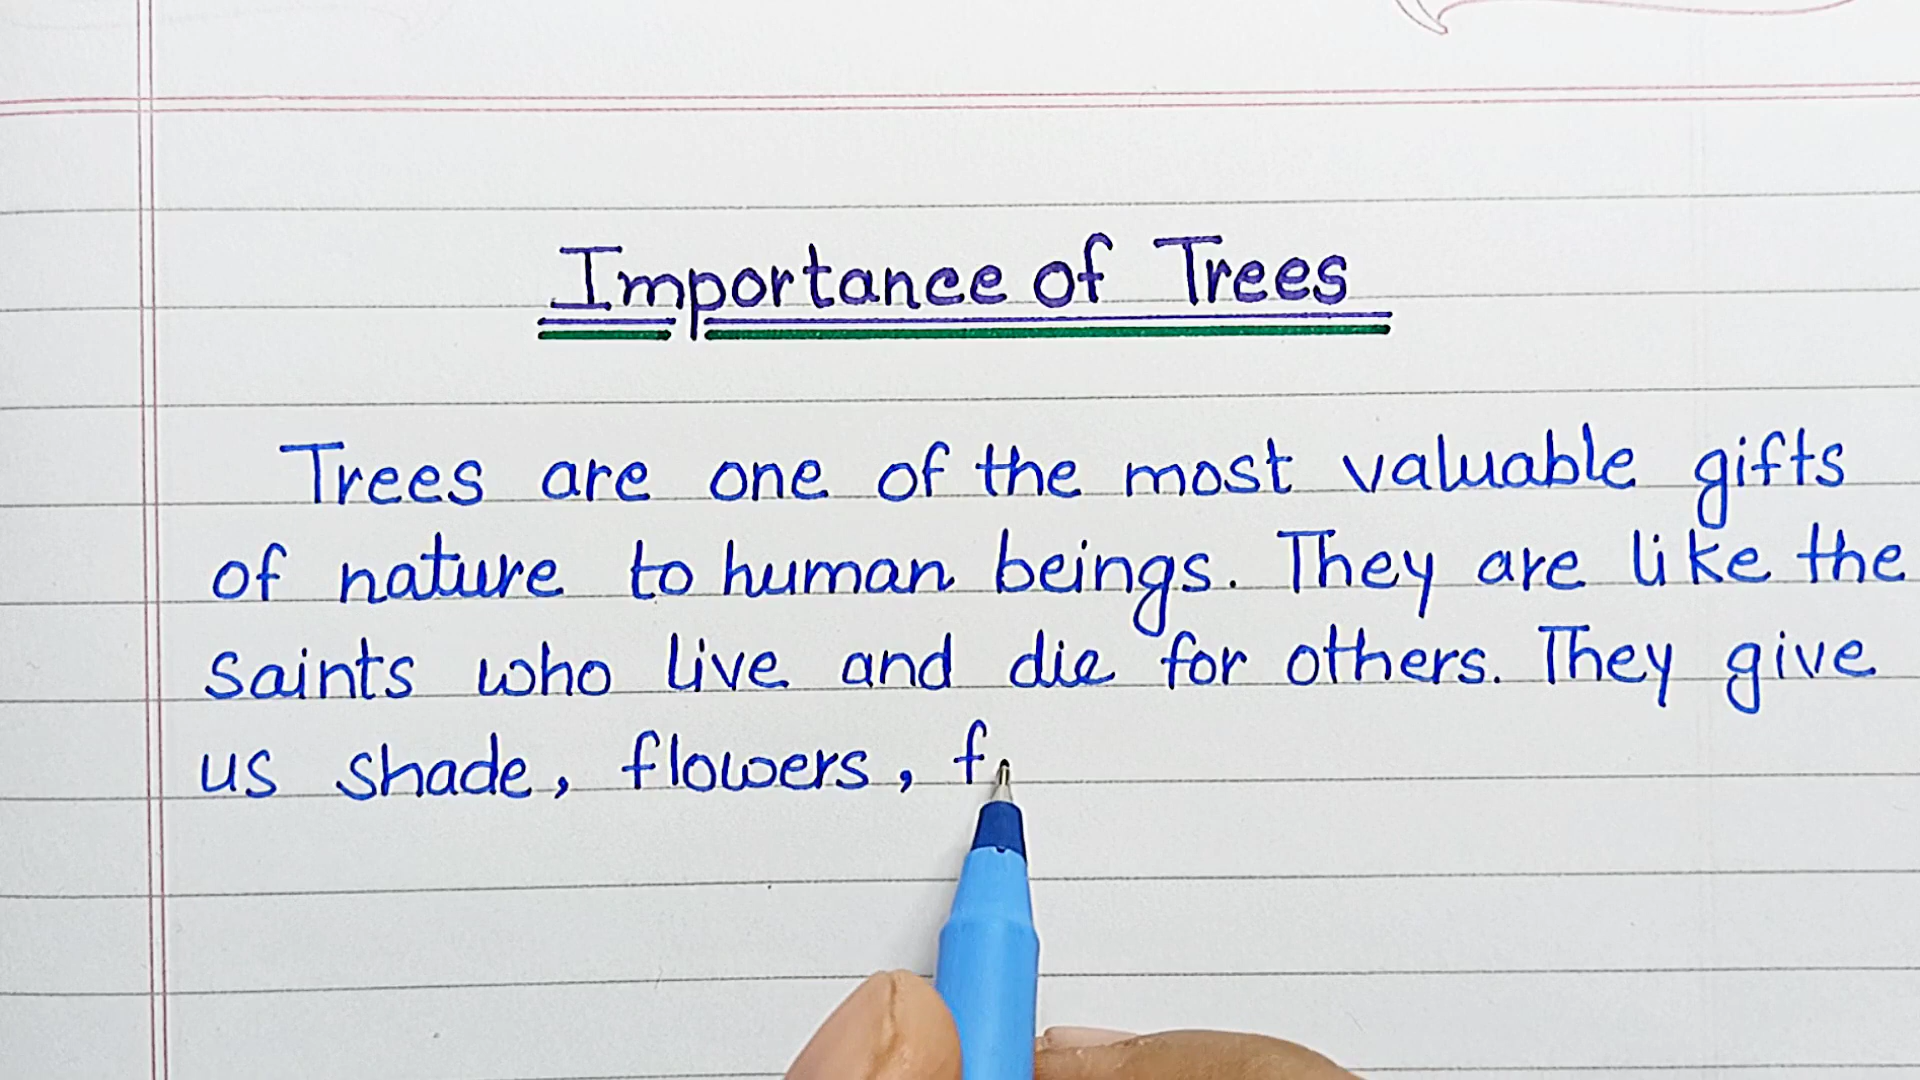 Importance of Trees
Trees are one of the most valuable gifts
of nature to human beings. They are like the
saints who live and die for others. They give
us shade, flowers, f